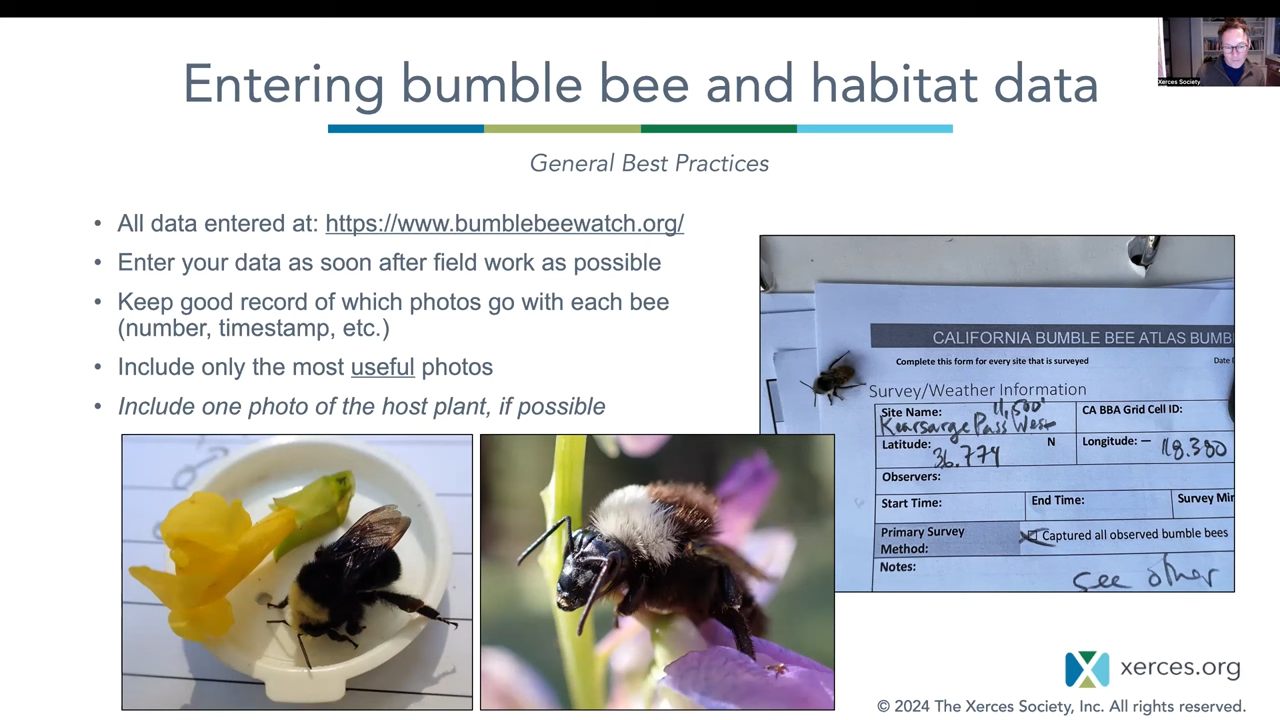 Xerces Society
Entering bumble bee and habitat data
General Best Practices
• All data entered at: https://www.bumblebeewatch.org/
• Enter your data as soon after field work as possible
• Keep good record of which photos go with each bee
(number, timestamp, etc.)
• Include only the most useful photos
• Include one photo of the host plant, if possible
CALIFORNIA BUMBLE BEE ATLAS BUMB
Complete this form for every site that is surveyed Date
Survey/Weather Information
Site Name: 11,500' CA BBA Grid Cell ID:
Kearsarge Pass West
Latitude: 36.774 N Longitude: — 118.380
Observers:
Start Time: End Time: Survey Min
Primary Survey
Method: Captured all observed bumble bees
Notes: see other
xerces.org
© 2024 The Xerces Society, Inc. All rights reserved.